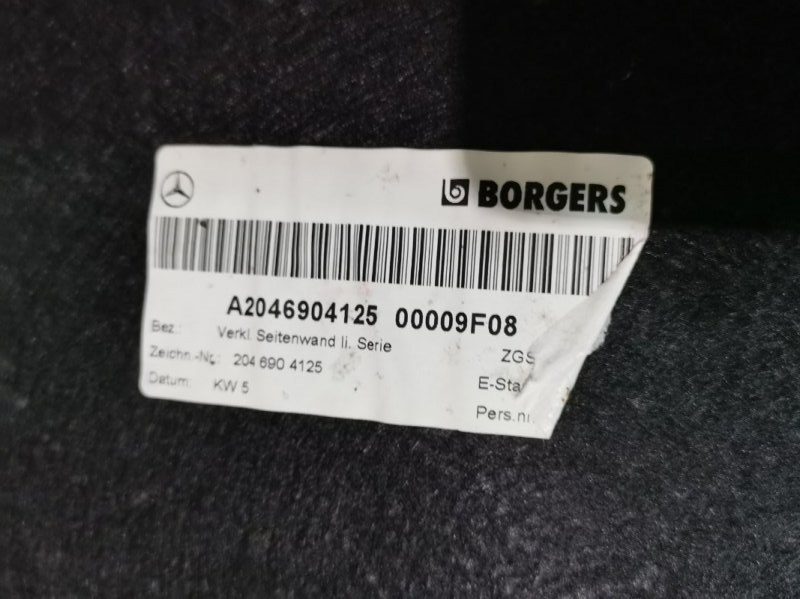 BORGERS
A2046904125 00009F08
Bez.: Verkl. Seitenwand li. Serie ZGS
Zeichn.-Nr.: 204 690 4125 E-Sta
Datum: KW 5 Pers.nr